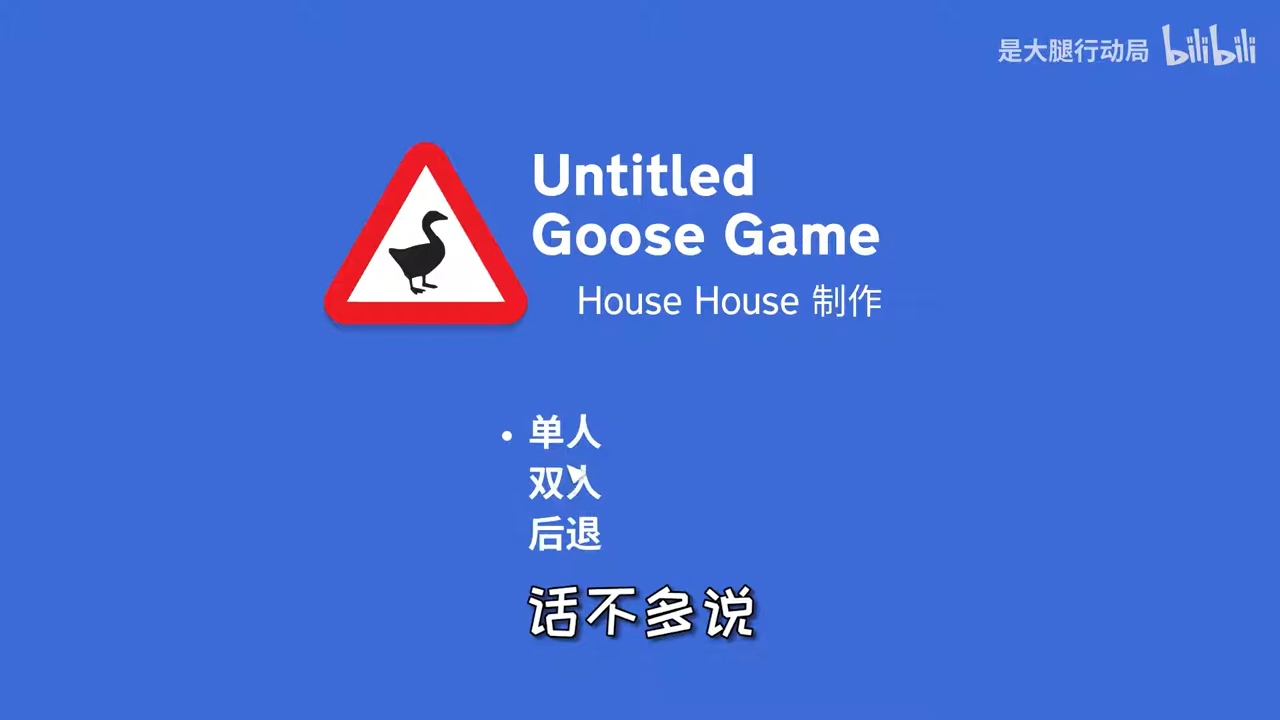 是大腿行动局 bilibili
Untitled
Goose Game
House House 制作
单人
双人
后退
话不多说